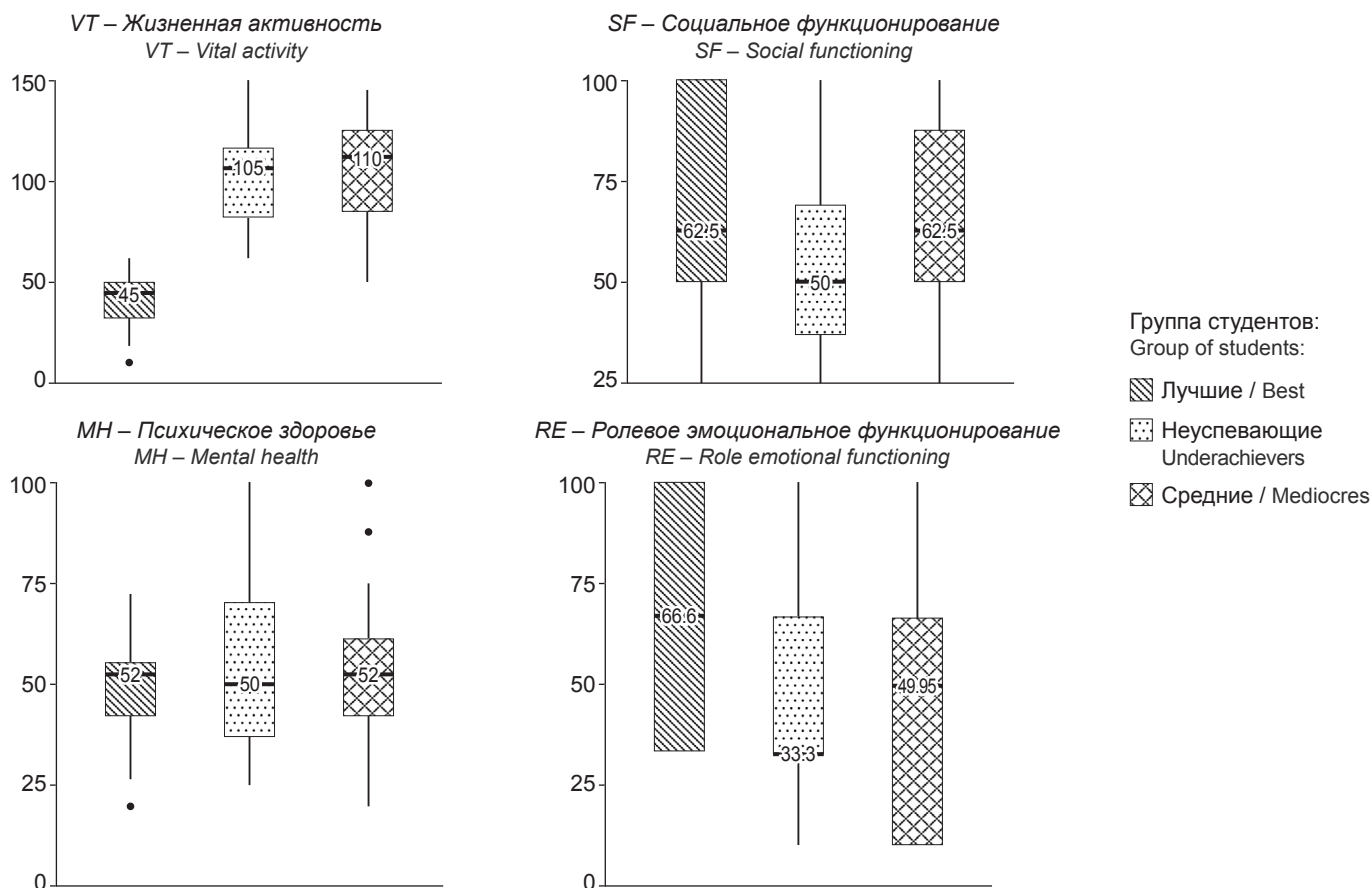 VT – Жизненная активность
VT – Vital activity
150
100
50
0
45
105
110
SF – Социальное функционирование
SF – Social functioning
100
75
50
25
62.5
50
62.5
Группа студентов:
Group of students:
Лучшие / Best
Неуспевающие
Underachievers
Средние / Mediocres
MH – Психическое здоровье
MH – Mental health
100
75
50
25
0
52
50
52
RE – Ролевое эмоциональное функционирование
RE – Role emotional functioning
100
75
50
25
0
66.6
33.3
49.95